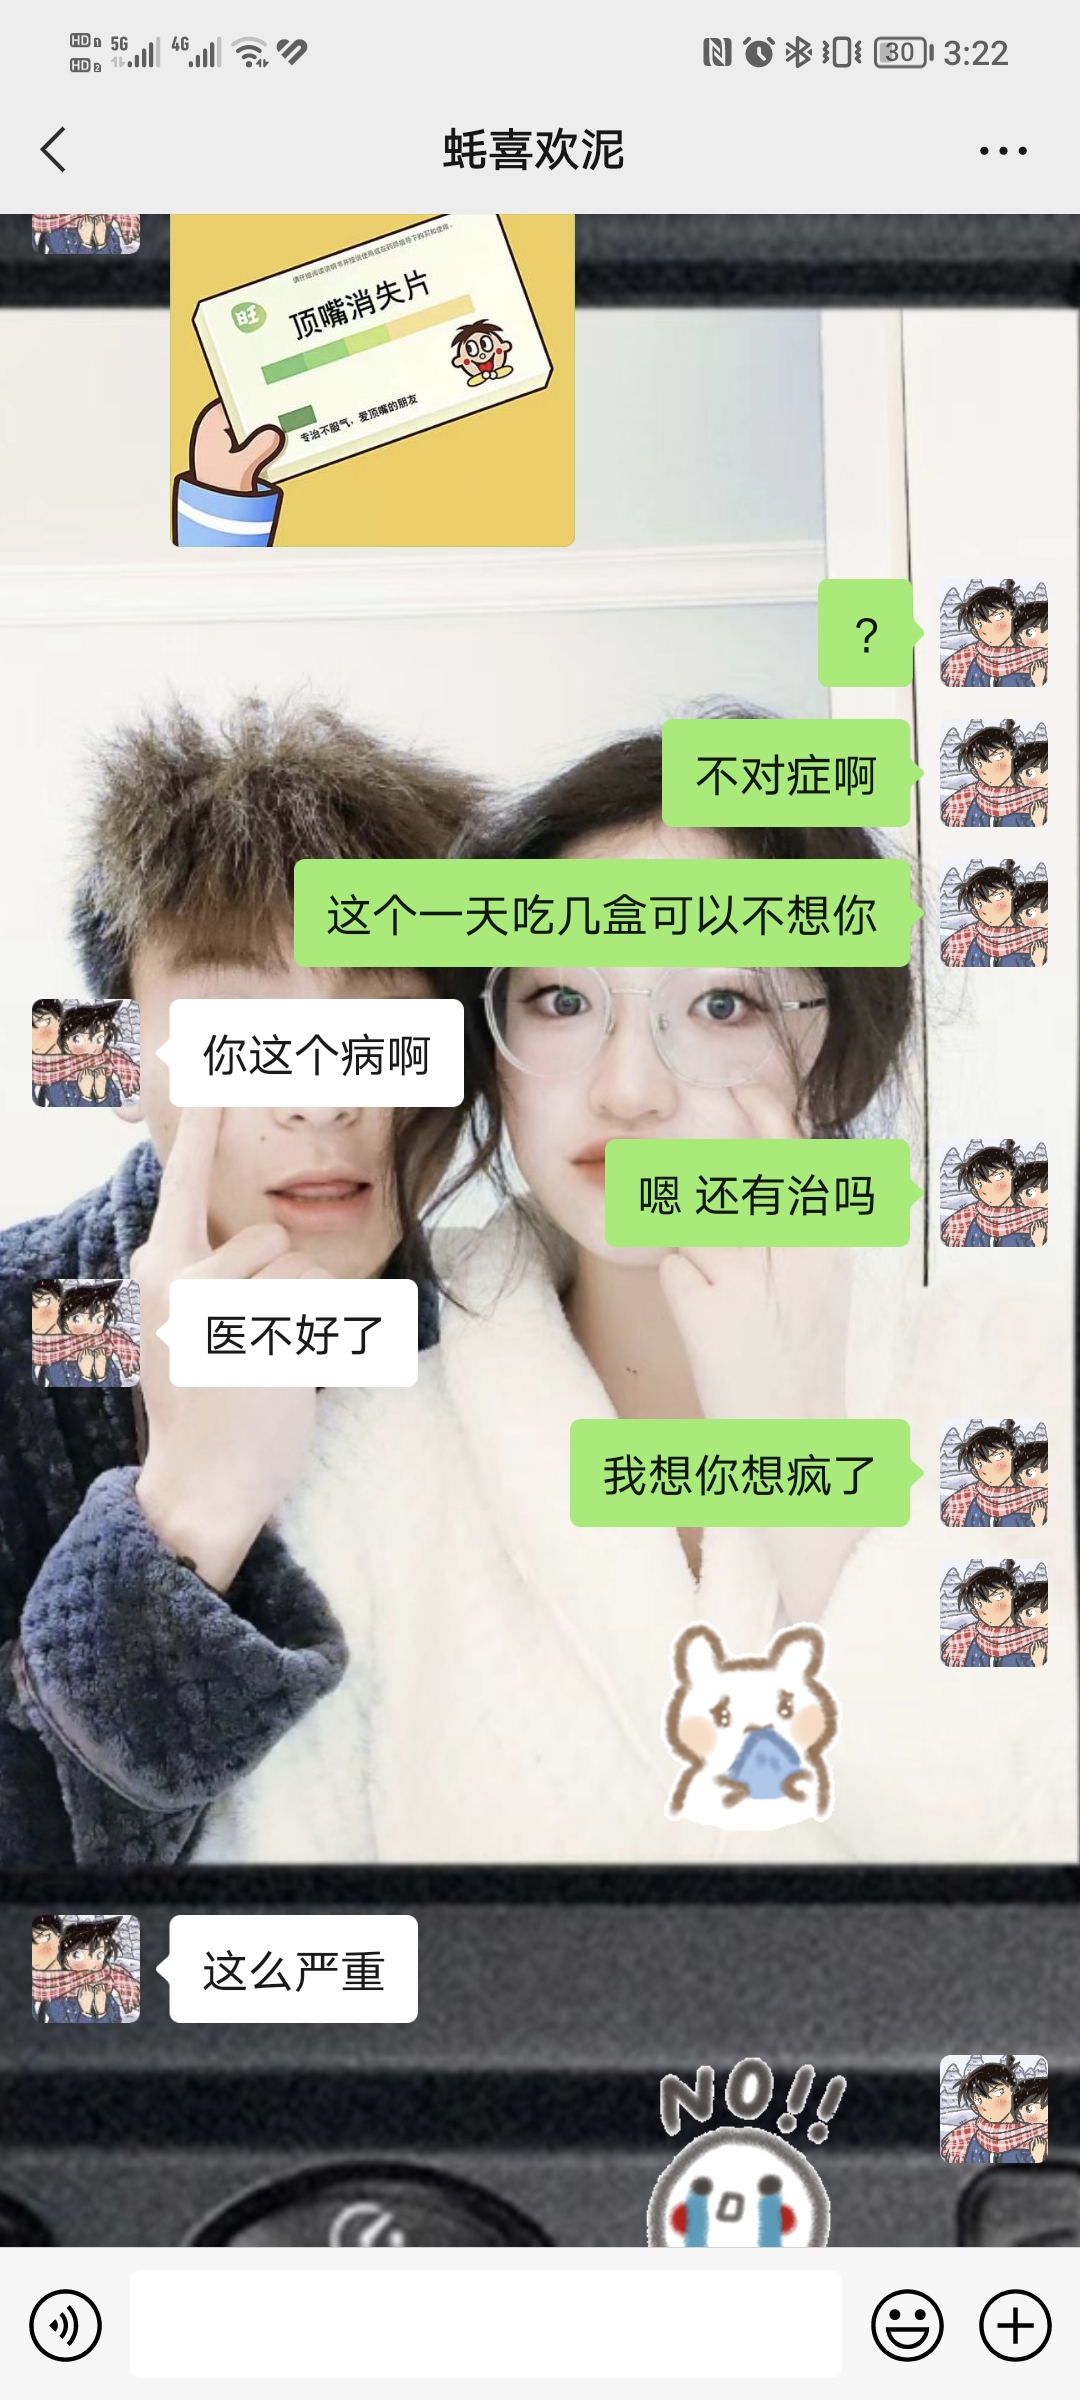 HD 1 5G 4G
HD 2
30 3:22
蚝喜欢泥
旺
顶嘴消失片
专治不服气，爱顶嘴的朋友
?
不对症啊
这个一天吃几盒可以不想你
你这个病啊
嗯 还有治吗
医不好了
我想你想疯了
这么严重
NO!!